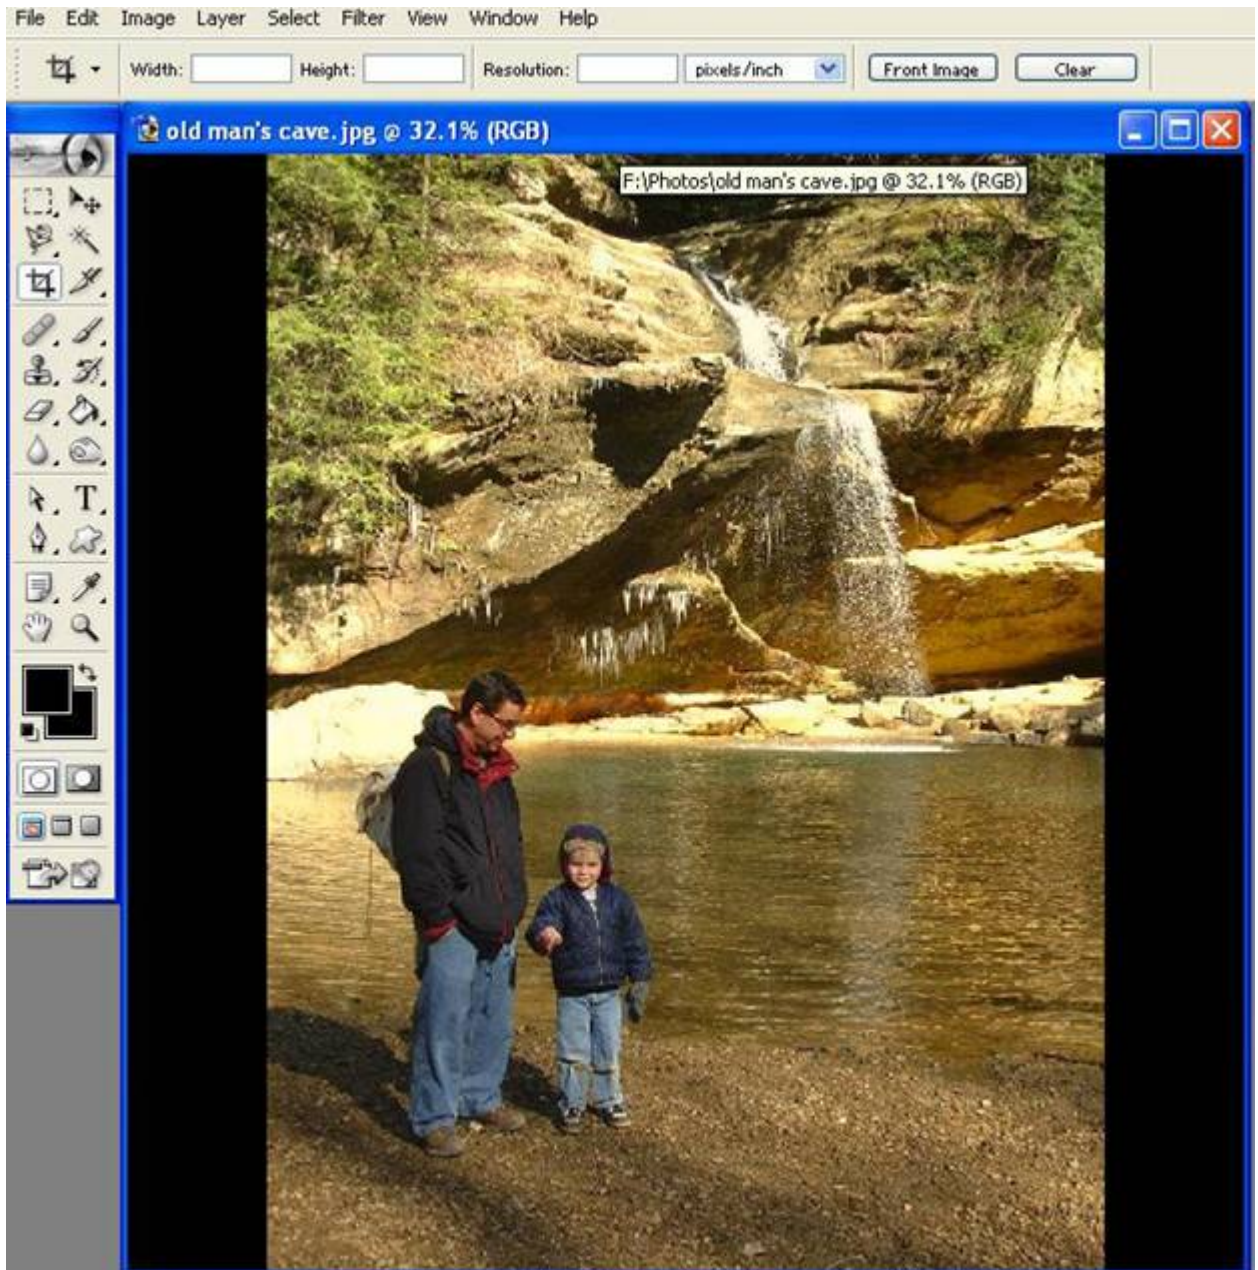 File Edit Image Layer Select Filter View Window Help
Width: Height: Resolution: pixels/inch Front Image Clear
old man's cave.jpg @ 32.1% (RGB)
F:\Photos\old man's cave.jpg @ 32.1% (RGB)
T